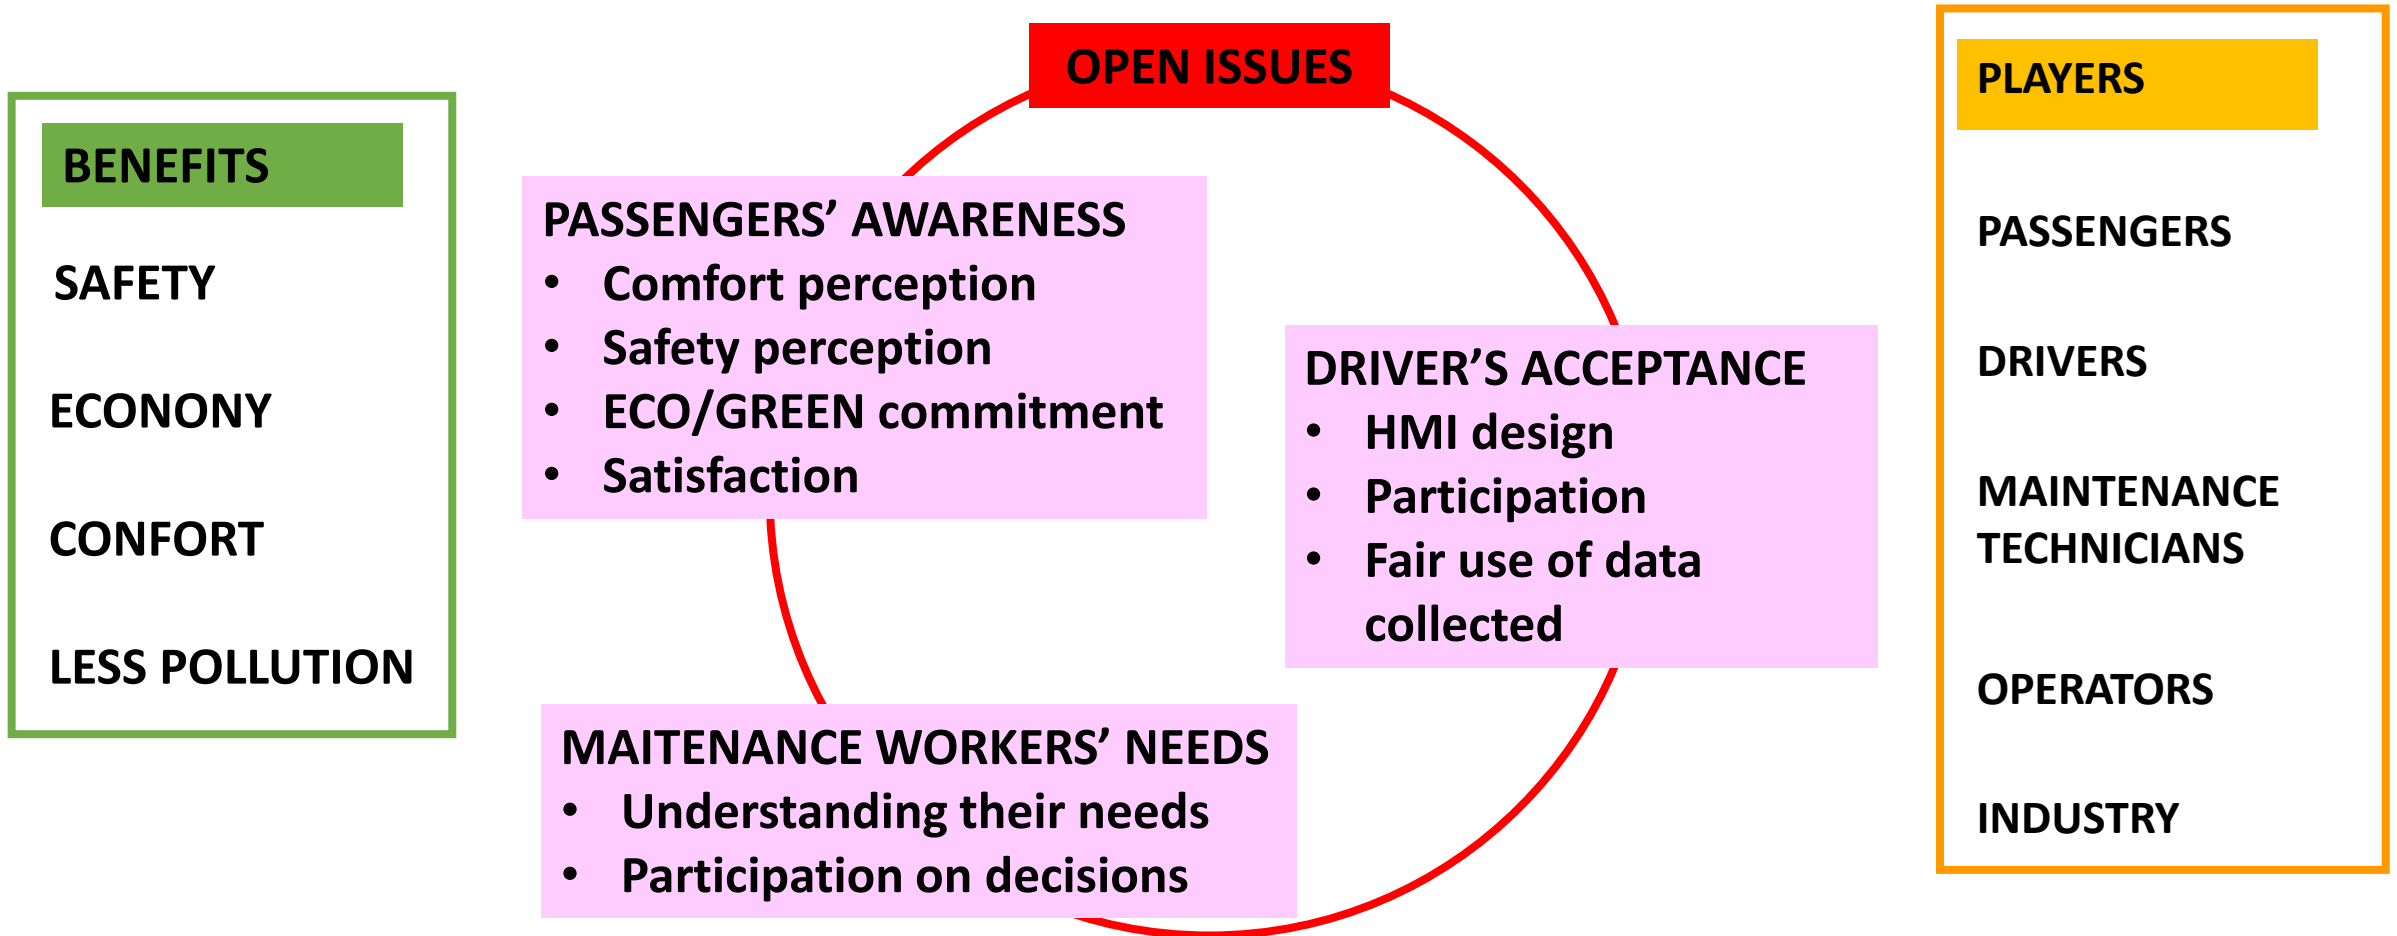 BENEFITS
SAFETY
ECONONY
CONFORT
LESS POLLUTION
OPEN ISSUES
PASSENGERS’ AWARENESS
• Comfort perception
• Safety perception
• ECO/GREEN commitment
• Satisfaction
DRIVER’S ACCEPTANCE
• HMI design
• Participation
• Fair use of data
collected
MAITENANCE WORKERS’ NEEDS
• Understanding their needs
• Participation on decisions
PLAYERS
PASSENGERS
DRIVERS
MAINTENANCE
TECHNICIANS
OPERATORS
INDUSTRY